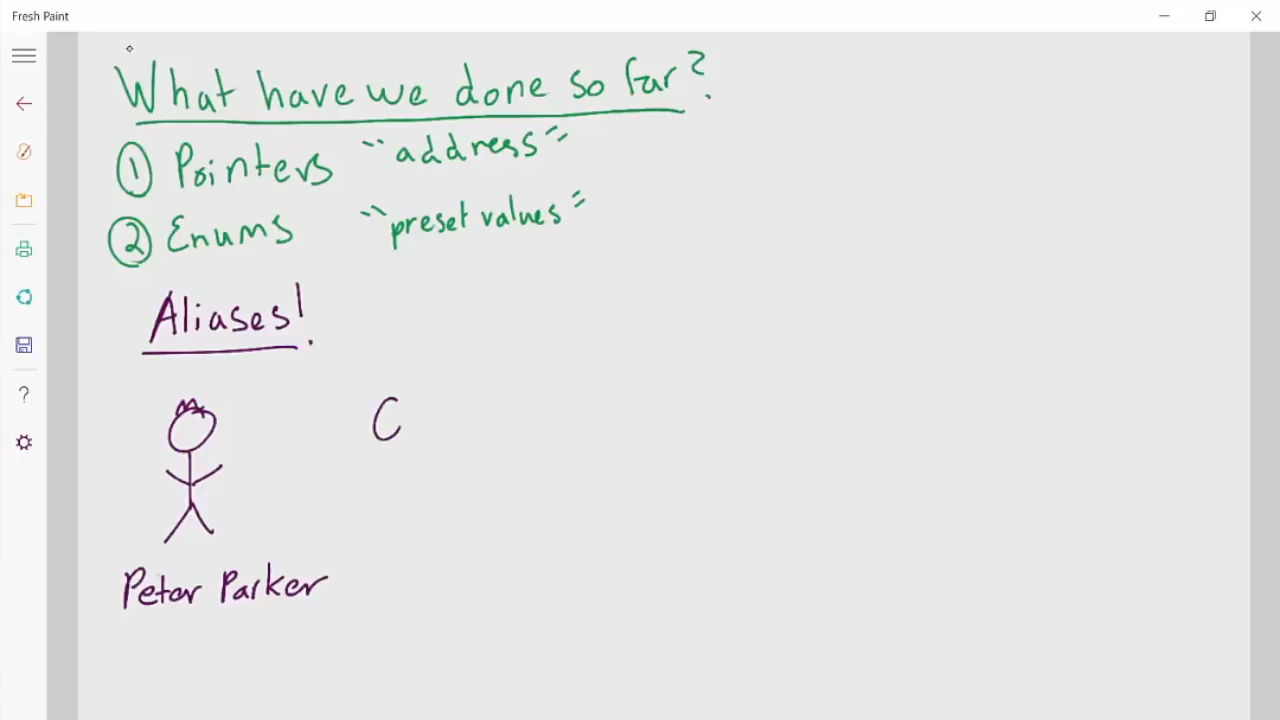 Fresh Paint
What have we done so far?
① Pointers "address"
② Enums "preset values"
Aliases!
C
Peter Parker
?